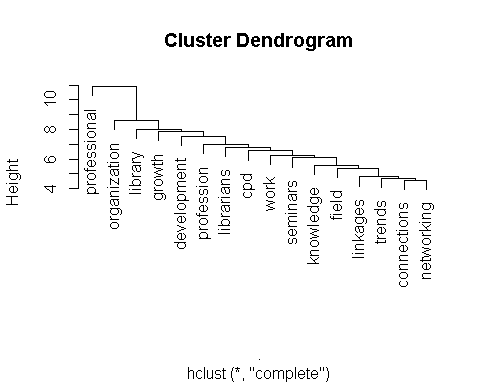 Cluster Dendrogram
Height
10
8
6
4
professional
organization
library
growth
development
profession
librarians
cpd
work
seminars
knowledge
field
linkages
trends
connections
networking
.
hclust (*, "complete")